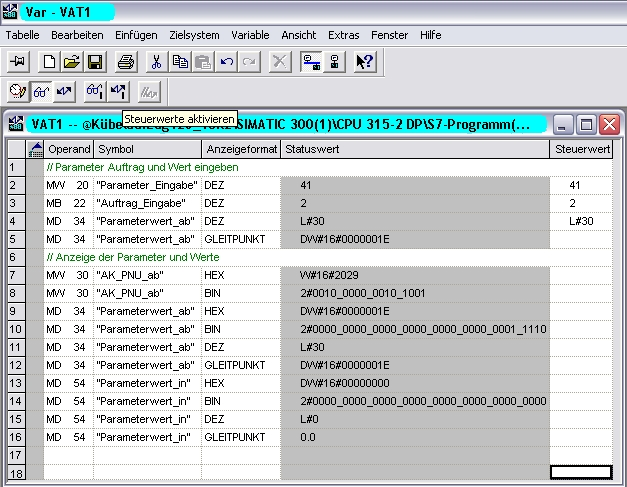 Var - VAT1
Tabelle Bearbeiten Einfügen Zielsystem Variable Ansicht Extras Fenster Hilfe
Steuerwerte aktivieren
SIMATIC 300(1)\CPU 315-2 DP\S7-Programm(...
VAT1 -- 
Operand Symbol Anzeigeformat Statuswert Steuerwert
1 // Parameter Auftrag und Wert eingeben
2 MW 20 "Parameter_Eingabe" DEZ 41 41
3 MB 22 "Auftrag_Eingabe" DEZ 2 2
4 MD 34 "Parameterwert_ab" DEZ L#30 L#30
5 MD 34 "Parameterwert_ab" GLEITPUNKT DW#16#0000001E
6 // Anzeige der Parameter und Werte
7 MW 30 "AK_PNU_ab" HEX W#16#2029
8 MW 30 "AK_PNU_ab" BIN 2#0010_0000_0010_1001
9 MD 34 "Parameterwert_ab" HEX DW#16#0000001E
10 MD 34 "Parameterwert_ab" BIN 2#0000_0000_0000_0000_0000_0000_0001_1110
11 MD 34 "Parameterwert_ab" DEZ L#30
12 MD 34 "Parameterwert_ab" GLEITPUNKT DW#16#0000001E
13 MD 54 "Parameterwert_in" HEX DW#16#00000000
14 MD 54 "Parameterwert_in" BIN 2#0000_0000_0000_0000_0000_0000_0000_0000
15 MD 54 "Parameterwert_in" DEZ L#0
16 MD 54 "Parameterwert_in" GLEITPUNKT 0.0
17
18